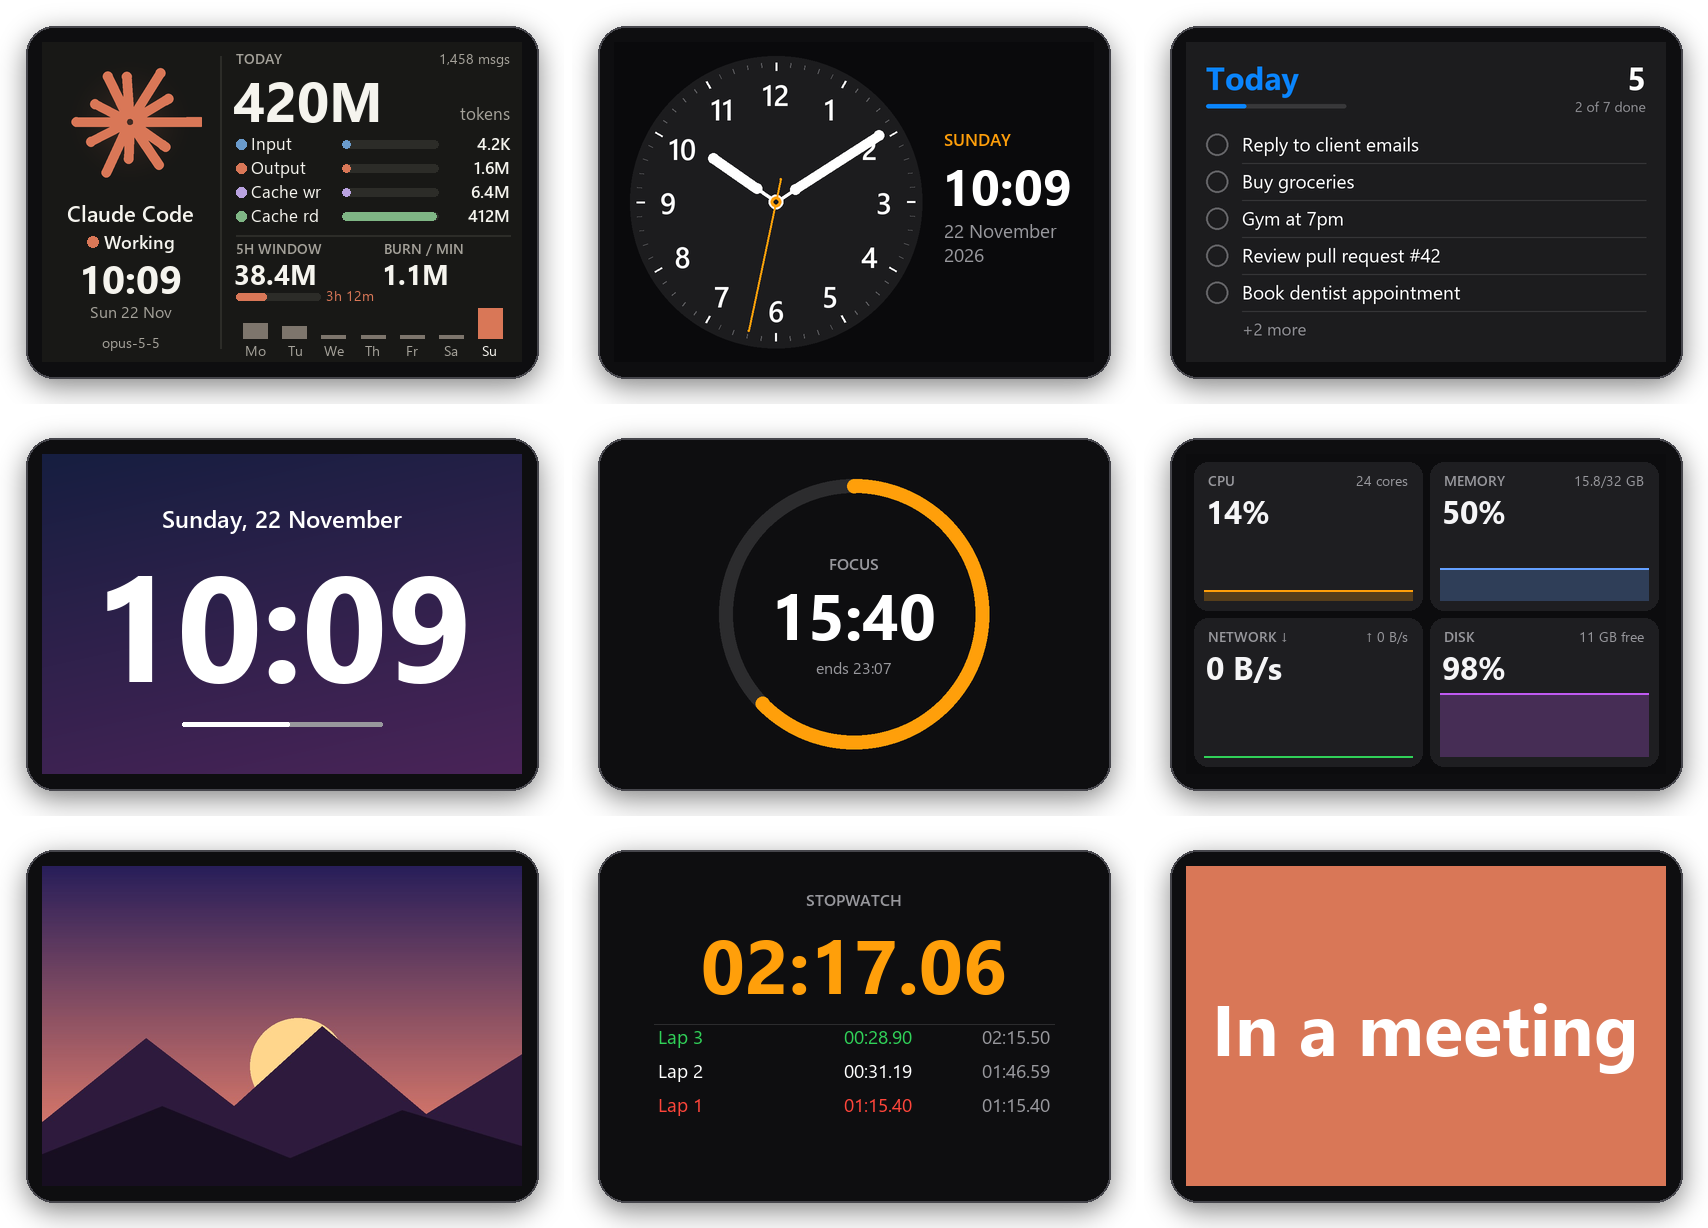 TODAY 1,458 msgs
420M tokens
Input 4.2K
Output 1.6M
Cache wr 6.4M
Cache rd 412M
Claude Code
Working
10:09
Sun 22 Nov
opus-5-5
5H WINDOW BURN / MIN
38.4M 1.1M
3h 12m
Mo Tu We Th Fr Sa Su
12
11 1
10 2
9 3
8 4
7 5
6
SUNDAY
10:09
22 November
2026
Today 5
2 of 7 done
Reply to client emails
Buy groceries
Gym at 7pm
Review pull request #42
Book dentist appointment
+2 more
Sunday, 22 November
10:09
FOCUS
15:40
ends 23:07
CPU 24 cores
14%
MEMORY 15.8/32 GB
50%
NETWORK ↓ ↑ 0 B/s
0 B/s
DISK 11 GB free
98%
STOPWATCH
02:17.06
Lap 3 00:28.90 02:15.50
Lap 2 00:31.19 01:46.59
Lap 1 01:15.40 01:15.40
In a meeting